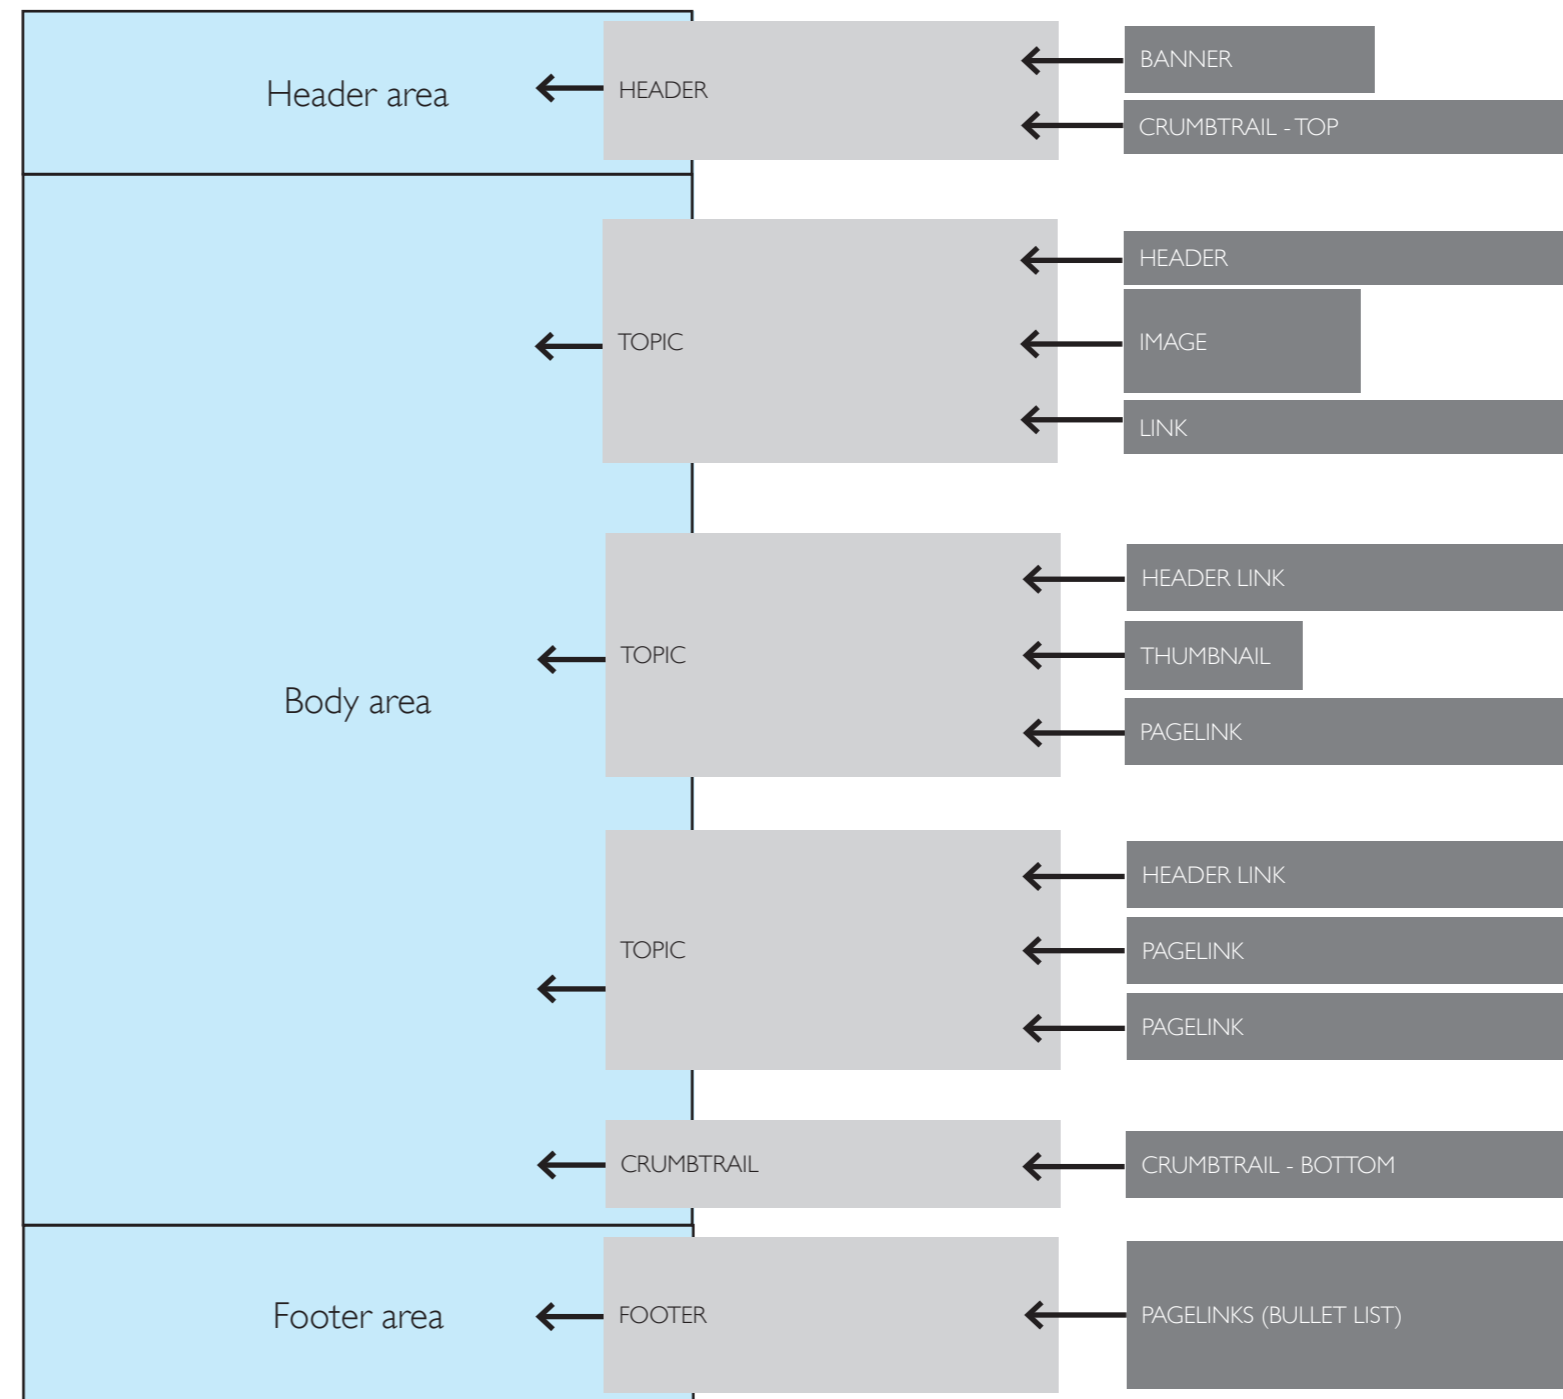 Header area
HEADER
BANNER
CRUMBTRAIL - TOP
HEADER
TOPIC
IMAGE
LINK
HEADER LINK
TOPIC
THUMBNAIL
Body area
PAGELINK
HEADER LINK
TOPIC
PAGELINK
PAGELINK
CRUMBTRAIL
CRUMBTRAIL - BOTTOM
Footer area
FOOTER
PAGELINKS (BULLET LIST)